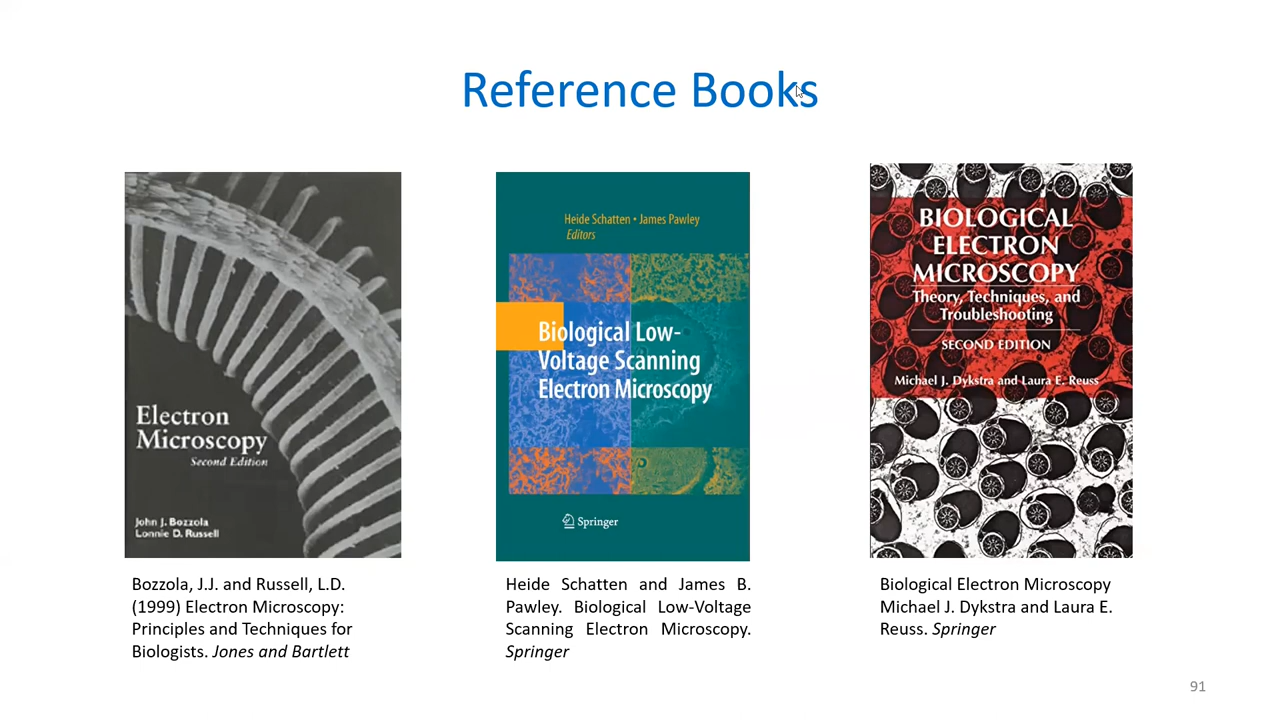 Reference Books
Electron
Microscopy
Second Edition
John J. Bozzola
Lonnie D. Russell
Bozzola, J.J. and Russell, L.D.
(1999) Electron Microscopy:
Principles and Techniques for
Biologists. Jones and Bartlett
Heide Schatten • James Pawley
Editors
Biological Low-
Voltage Scanning
Electron Microscopy
Springer
Heide Schatten and James B.
Pawley. Biological Low-Voltage
Scanning Electron Microscopy.
Springer
BIOLOGICAL
ELECTRON
MICROSCOPY
Theory, Techniques, and
Troubleshooting
SECOND EDITION
Michael J. Dykstra and Laura E. Reuss
Biological Electron Microscopy
Michael J. Dykstra and Laura E.
Reuss. Springer
91